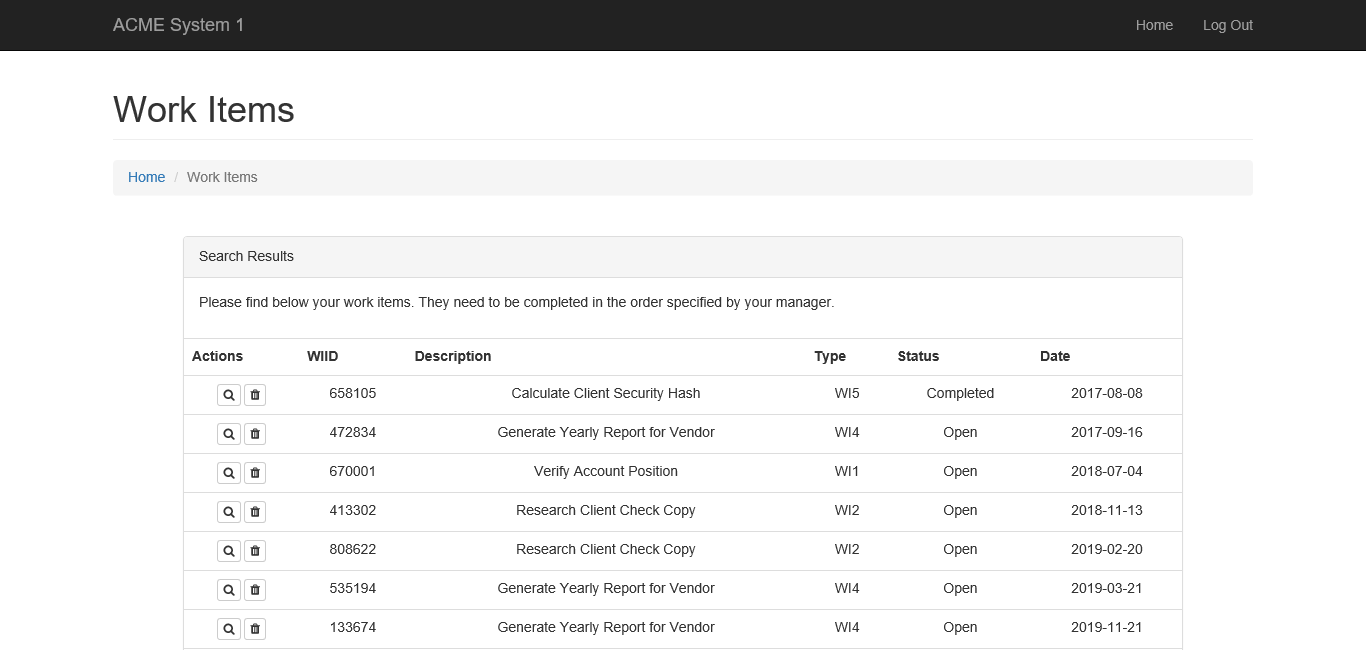 ACME System 1 Home Log Out
Work Items
Home / Work Items
Search Results
Please find below your work items. They need to be completed in the order specified by your manager.
Actions WIID Description Type Status Date
658105 Calculate Client Security Hash WI5 Completed 2017-08-08
472834 Generate Yearly Report for Vendor WI4 Open 2017-09-16
670001 Verify Account Position WI1 Open 2018-07-04
413302 Research Client Check Copy WI2 Open 2018-11-13
808622 Research Client Check Copy WI2 Open 2019-02-20
535194 Generate Yearly Report for Vendor WI4 Open 2019-03-21
133674 Generate Yearly Report for Vendor WI4 Open 2019-11-21